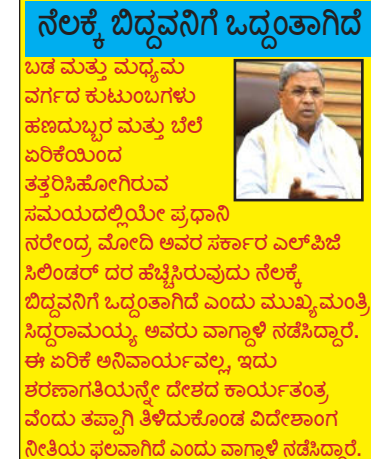 ನೆಲಕ್ಕೆ ಬಿದ್ದವನಿಗೆ ಒದ್ದಂತಾಗಿದೆ
ಬಡ ಮತ್ತು ಮಧ್ಯಮ
ವರ್ಗದ ಕುಟುಂಬಗಳು
ಹಣದುಬ್ಬರ ಮತ್ತು ಬೆಲೆ
ಏರಿಕೆಯಿಂದ
ತತ್ತರಿಸಿಹೋಗಿರುವ
ಸಮಯದಲ್ಲಿಯೇ ಪ್ರಧಾನಿ
ನರೇಂದ್ರ ಮೋದಿ ಅವರ ಸರ್ಕಾರ ಎಲ್‌ಪಿಜಿ
ಸಿಲಿಂಡರ್ ದರ ಹೆಚ್ಚಿಸಿರುವುದು ನೆಲಕ್ಕೆ
ಬಿದ್ದವನಿಗೆ ಒದ್ದಂತಾಗಿದೆ ಎಂದು ಮುಖ್ಯಮಂತ್ರಿ
ಸಿದ್ದರಾಮಯ್ಯ ಅವರು ವಾಗ್ದಾಳಿ ನಡೆಸಿದ್ದಾರೆ.
ಈ ಏರಿಕೆ ಅನಿವಾರ್ಯವಲ್ಲ, ಇದು
ಶರಣಾಗತಿಯನ್ನೇ ದೇಶದ ಕಾರ್ಯತಂತ್ರ
ವೆಂದು ತಪ್ಪಾಗಿ ತಿಳಿದುಕೊಂಡ ವಿದೇಶಾಂಗ
ನೀತಿಯ ಫಲವಾಗಿದೆ ಎಂದು ವಾಗ್ದಾಳಿ ನಡೆಸಿದ್ದಾರೆ.